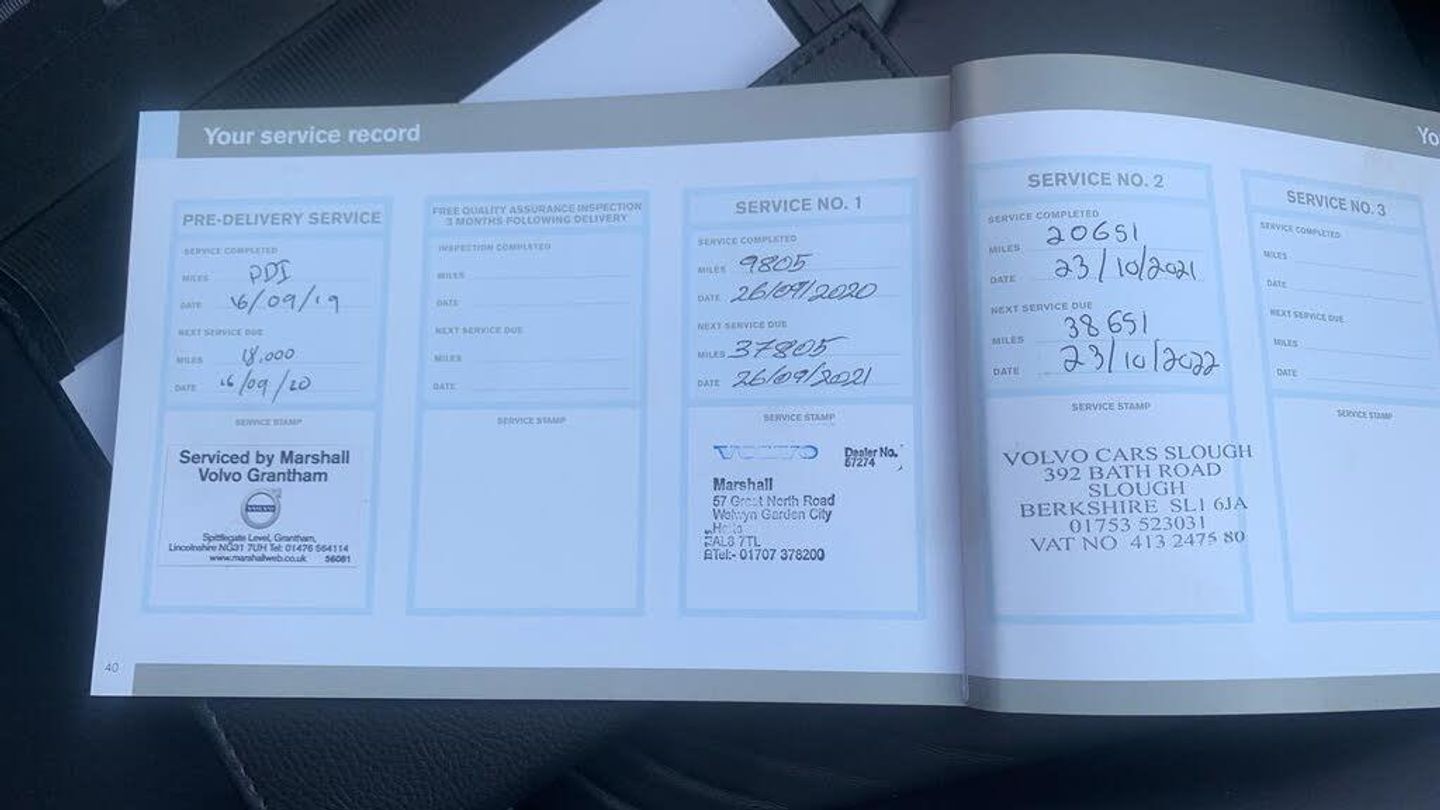 Your service record
Yo
PRE-DELIVERY SERVICE
SERVICE COMPLETED
MILES PDI
DATE 16/09/19
NEXT SERVICE DUE
MILES 18,000
DATE 16/09/20
SERVICE STAMP
Serviced by Marshall
Volvo Grantham
VOLVO
Spittlegate Level, Grantham,
Lincolnshire NG31 7UH Tel: 01476 564114
www.marshallweb.co.uk 56081
FREE QUALITY ASSURANCE INSPECTION
3 MONTHS FOLLOWING DELIVERY
INSPECTION COMPLETED
MILES
DATE
NEXT SERVICE DUE
MILES
DATE
SERVICE STAMP
SERVICE NO. 1
SERVICE COMPLETED
MILES 9805
DATE 26/09/2020
NEXT SERVICE DUE
MILES 37805
DATE 26/09/2021
SERVICE STAMP
VOLVO Dealer No.
67274
Marshall
57 Great North Road
Welwyn Garden City
Herts
AL8 7TL
Tel:- 01707 378200
SERVICE NO. 2
SERVICE COMPLETED
MILES 20651
DATE 23/10/2021
NEXT SERVICE DUE
MILES 38651
DATE 23/10/2022
SERVICE STAMP
VOLVO CARS SLOUGH
392 BATH ROAD
SLOUGH
BERKSHIRE SL1 6JA
01753 523031
VAT NO 413 2475 80
SERVICE NO. 3
SERVICE COMPLETED
MILES
DATE
NEXT SERVICE DUE
MILES
DATE
SERVICE STAMP
40